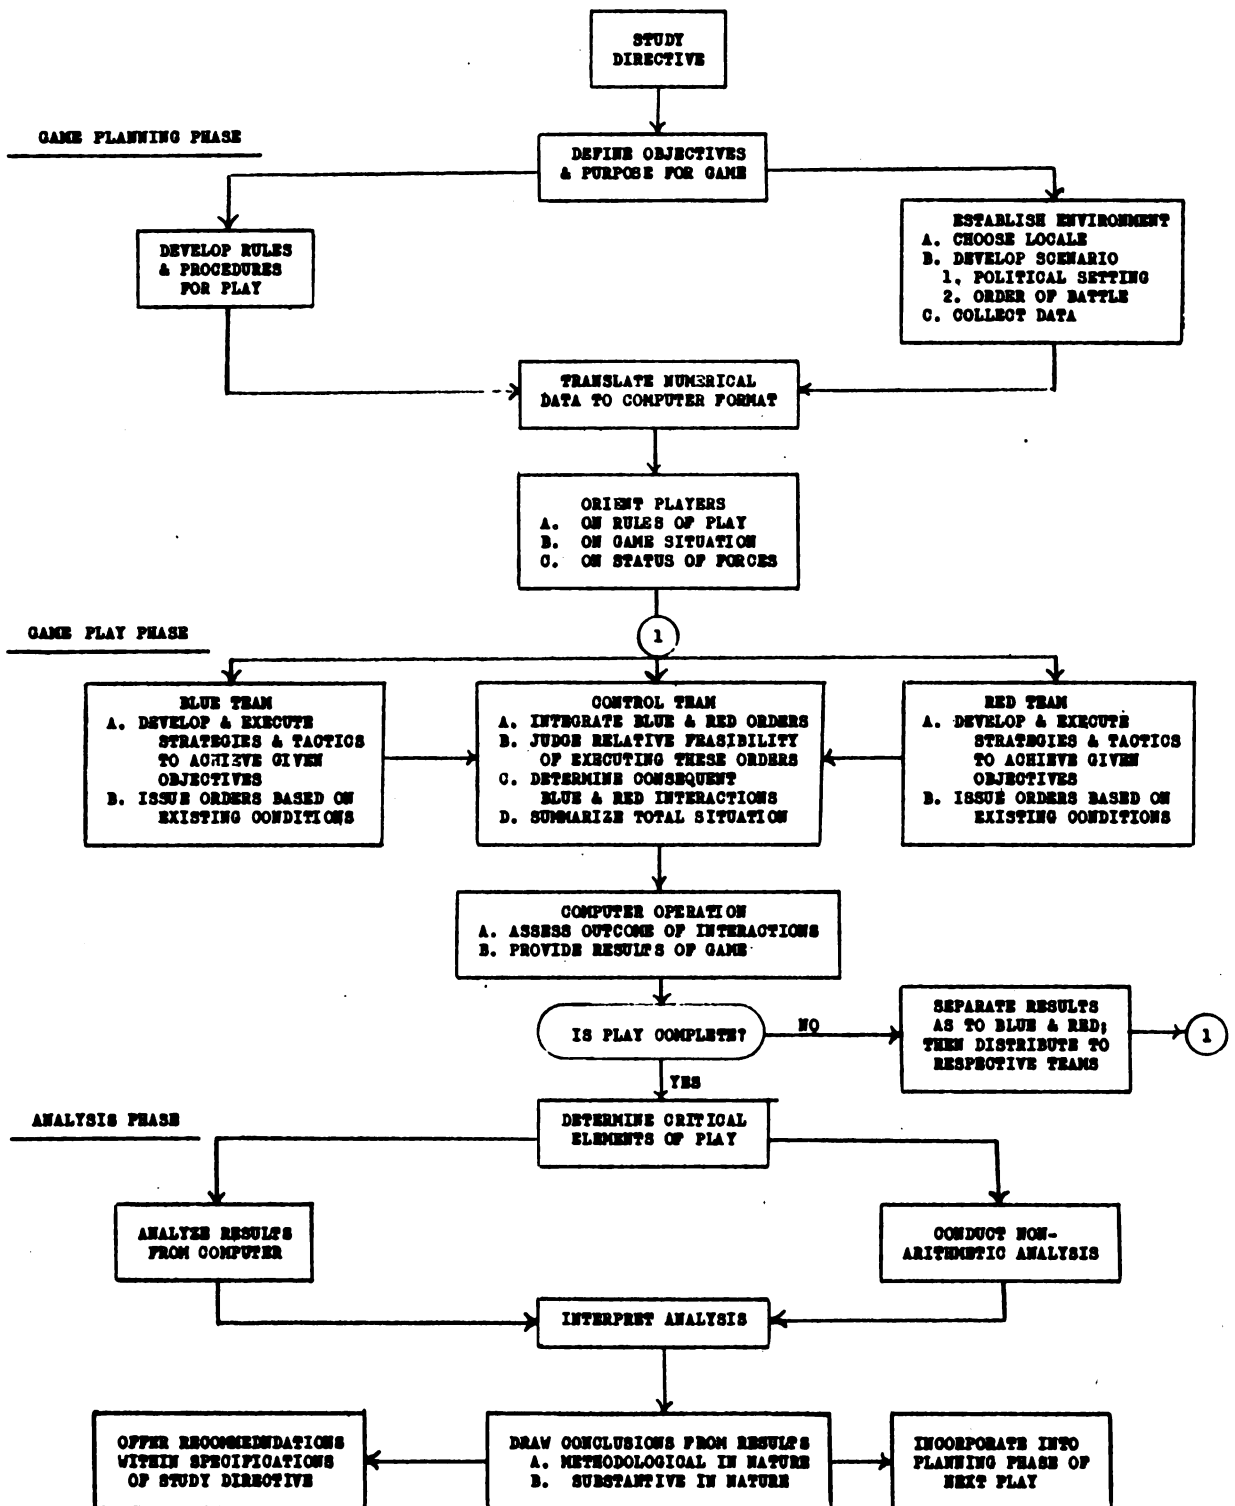 STUDY
DIRECTIVE
GAME PLANNING PHASE
DEFINE OBJECTIVES
& PURPOSE FOR GAME
DEVELOP RULES
& PROCEDURES
FOR PLAY
ESTABLISH ENVIRONMENT
A. CHOOSE LOCALE
B. DEVELOP SCENARIO
1. POLITICAL SETTING
2. ORDER OF BATTLE
C. COLLECT DATA
TRANSLATE NUMERICAL
DATA TO COMPUTER FORMAT
ORIENT PLAYERS
A. ON RULES OF PLAY
B. ON GAME SITUATION
C. ON STATUS OF FORCES
GAME PLAY PHASE
1
BLUE TEAM
A. DEVELOP & EXECUTE
STRATEGIES & TACTICS
TO ACHIEVE GIVEN
OBJECTIVES
B. ISSUE ORDERS BASED ON
EXISTING CONDITIONS
CONTROL TEAM
A. INTEGRATE BLUE & RED ORDERS
B. JUDGE RELATIVE FEASIBILITY
OF EXECUTING THESE ORDERS
C. DETERMINE CONSEQUENT
BLUE & RED INTERACTIONS
D. SUMMARIZE TOTAL SITUATION
RED TEAM
A. DEVELOP & EXECUTE
STRATEGIES & TACTICS
TO ACHIEVE GIVEN
OBJECTIVES
B. ISSUE ORDERS BASED ON
EXISTING CONDITIONS
COMPUTER OPERATION
A. ASSESS OUTCOME OF INTERACTIONS
B. PROVIDE RESULTS OF GAME
IS PLAY COMPLETE?
NO
SEPARATE RESULTS
AS TO BLUE & RED;
THEN DISTRIBUTE TO
RESPECTIVE TEAMS
1
YES
ANALYSIS PHASE
DETERMINE CRITICAL
ELEMENTS OF PLAY
ANALYZE RESULTS
FROM COMPUTER
CONDUCT NON-
ARITHMETIC ANALYSIS
INTERPRET ANALYSIS
OFFER RECOMMEDNDATIONS
WITHIN SPECIFICATIONS
OF STUDY DIRECTIVE
DRAW CONCLUSIONS FROM RESULTS
A. METHODOLOGICAL IN NATURE
B. SUBSTANTIVE IN NATURE
INCORPORATE INTO
PLANNING PHASE OF
NEXT PLAY